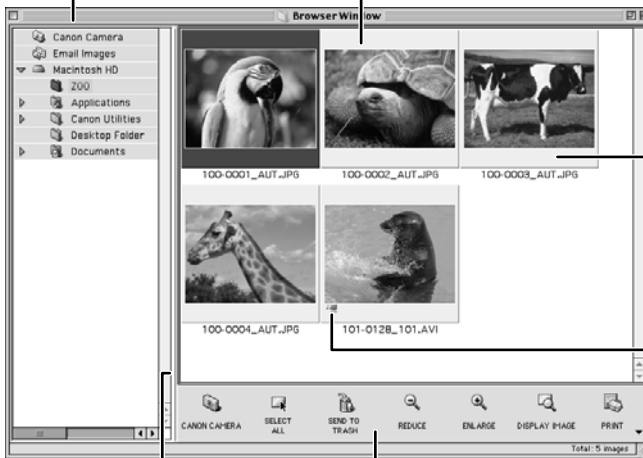 Browser Window
Canon Camera
Email Images
Macintosh HD
ZOO
Applications
Canon Utilities
Desktop Folder
Documents
100-0001_AUT.JPG
100-0002_AUT.JPG
100-0003_AUT.JPG
100-0004_AUT.JPG
101-0128_101.AVI
CANON CAMERA
SELECT ALL
SEND TO TRASH
REDUCE
ENLARGE
DISPLAY IMAGE
PRINT
Total: 5 images